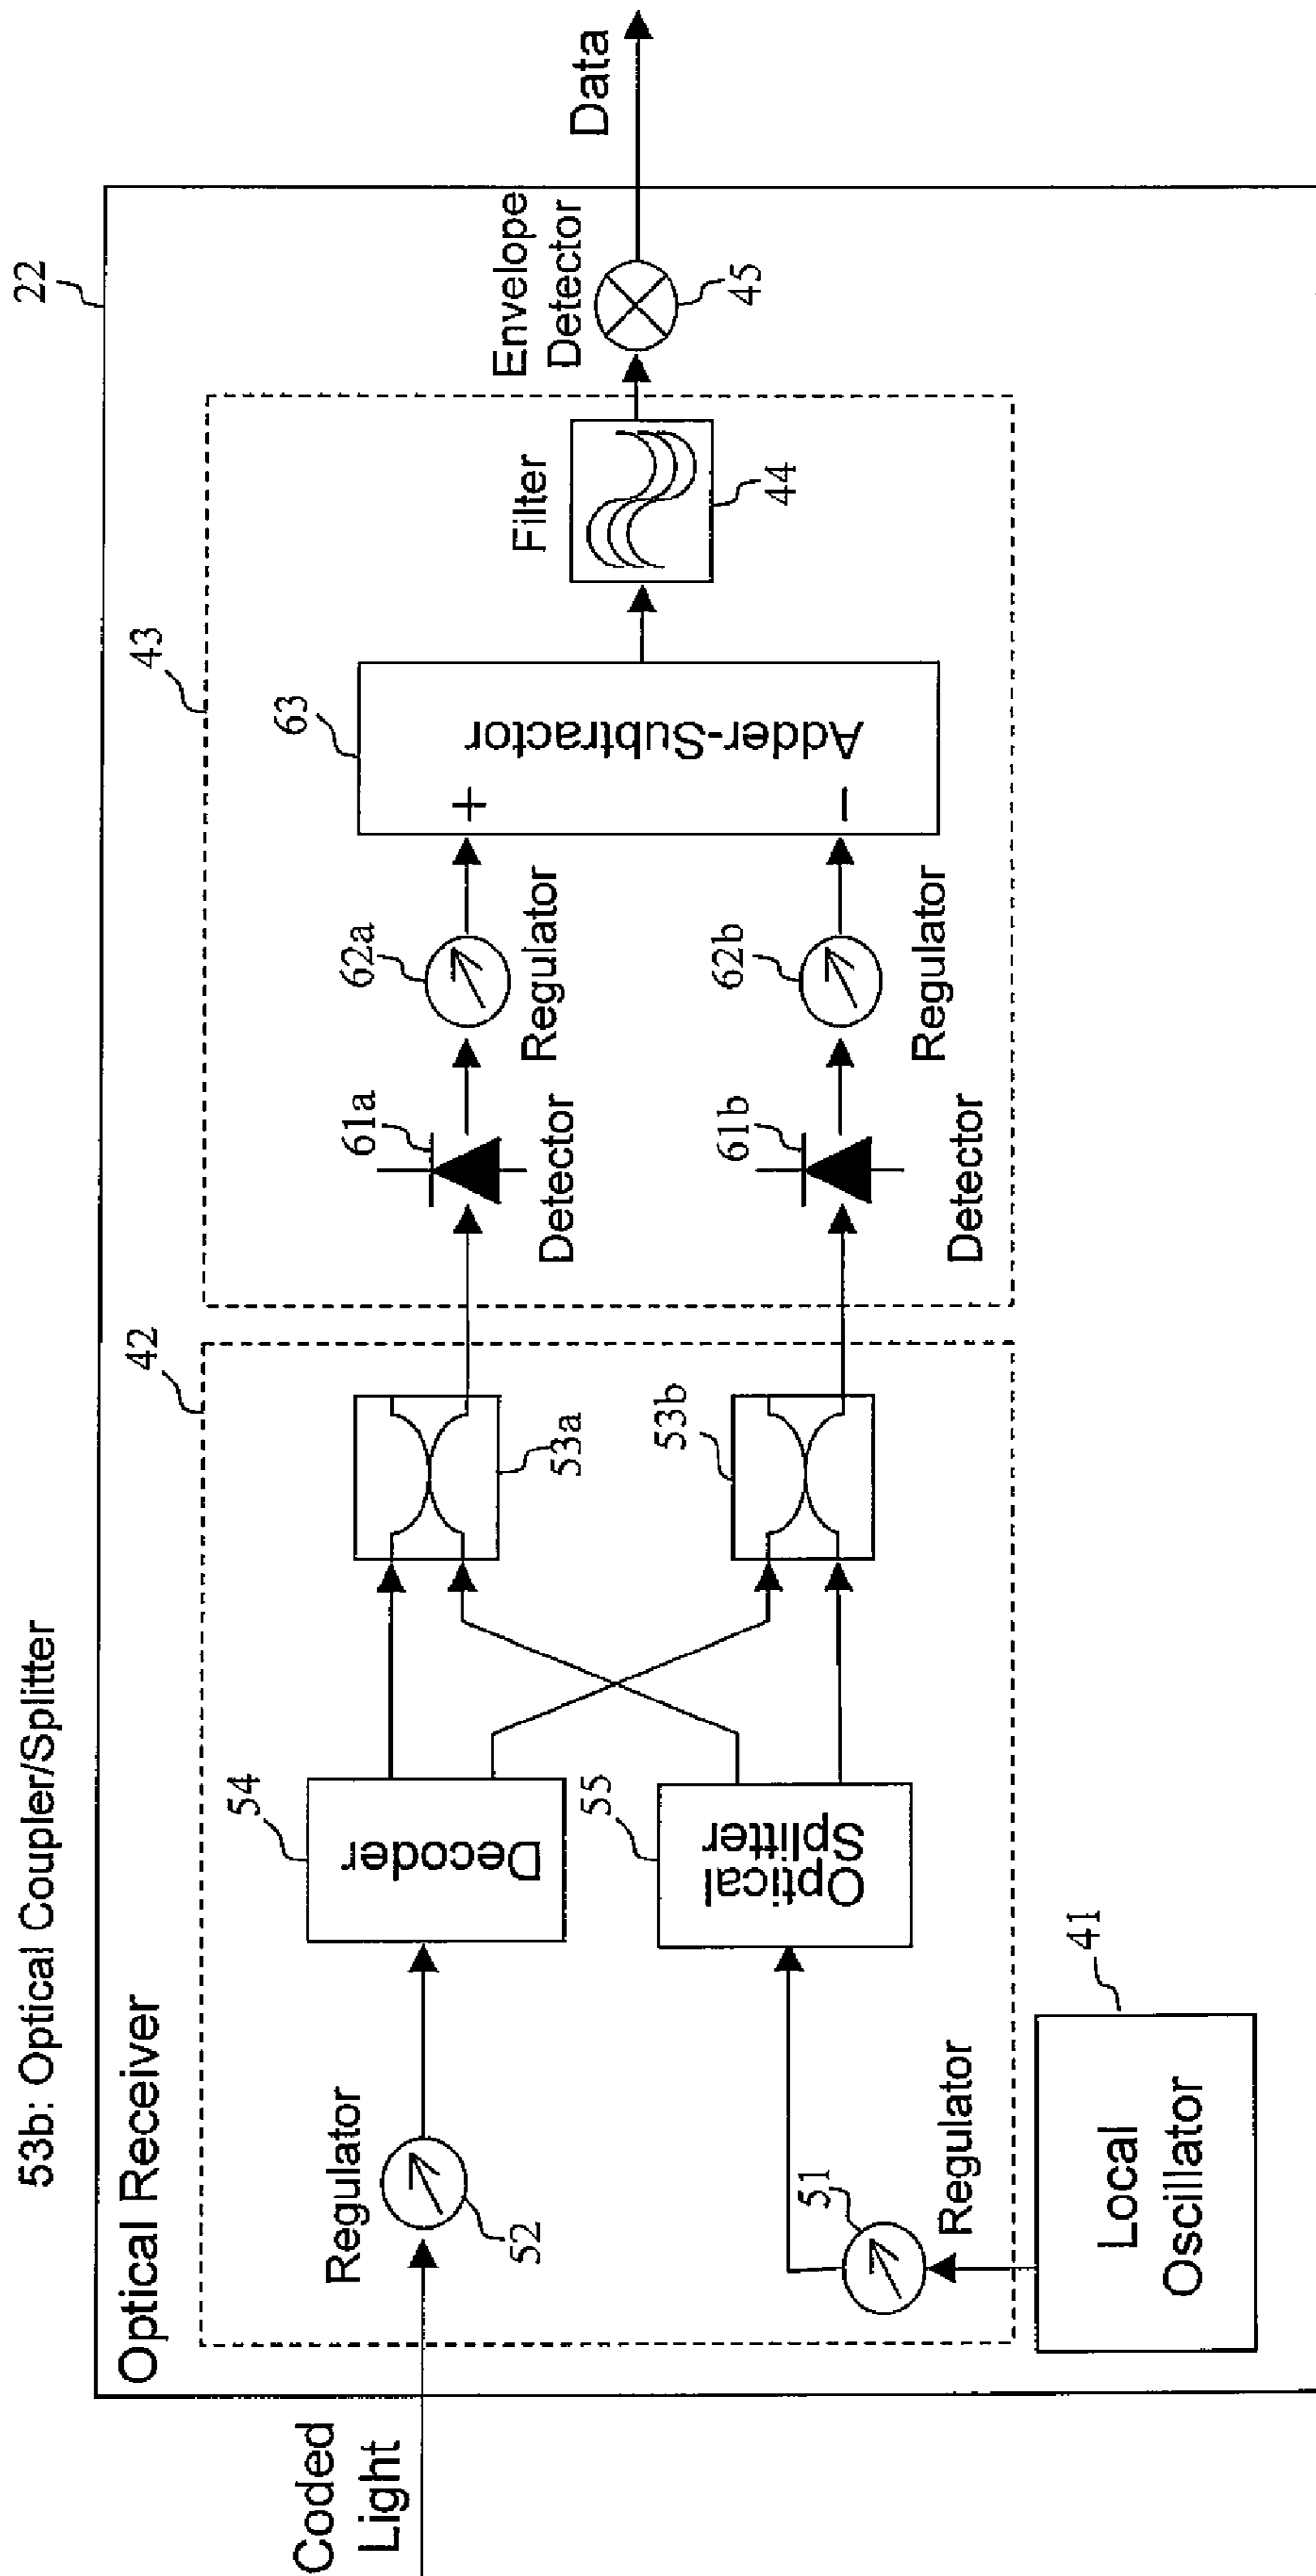 53b: Optical Coupler/Splitter
22
Optical Receiver
42
43
Coded
Light
Regulator
52
54
Decoder
53a
61a
Detector
62a
Regulator
63
+
Adder-Subtractor
−
Filter
44
Envelope
Detector
45
Data
51
Regulator
55
Optical
Splitter
53b
61b
Detector
62b
Regulator
41
Local
Oscillator